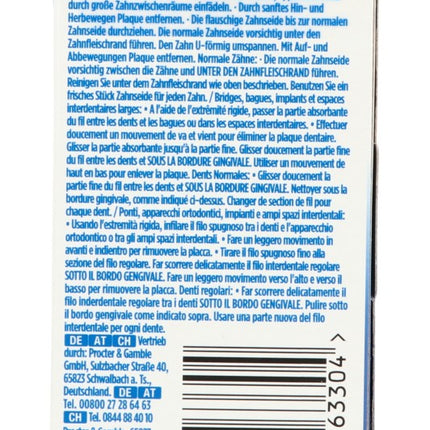 durch große Zahnzwischenräume einfädeln. • Durch sanftes Hin- und
Herbewegen Plaque entfernen. • Die flauschige Zahnseide bis zur normalen
Zahnseide durchziehen. Die normale Zahnseide vorsichtig unter den
Zahnfleischrand führen. Den Zahn U-förmig umspannen. Mit Auf- und
Abbewegungen Plaque entfernen. Normale Zähne: - Die normale Zahnseide
vorsichtig zwischen die Zähne und UNTER DEN ZAHNFLEISCHRAND FÜHREN.
Reinigen Sie unter dem Zahnfleischrand wie oben beschrieben. Benutzen Sie ein
frisches Stück Zahnseide für jeden Zahn. / Bridges, bagues, implants et espaces
interdentaires larges: • A l'aide de l'extrêmité rigide, passer la partie absorbante
du fil entre les dents et les bagues ou dans les espaces interdentaires. • Effectuer
doucement un mouvement de va et vient pour éliminer la plaque dentaire.
Glisser la partie absorbante jusqu'à la partie fine. Glisser doucement la partie
fine entre les dents et SOUS LA BORDURE GINGIVALE. Utiliser un mouvement de
haut en bas pour enlever la plaque. Dents Normales: • Glisser doucement la
partie fine du fil entre les dents et SOUS LA BORDURE GINGIVALE. Nettoyer sous la
bordure gingivale, comme indiqué ci-dessus. Changer de section de fil pour
chaque dent. / Ponti, apparecchi ortodontici, impianti e ampi spazi interdentali:
• Usando l'estremità rigida, infilare il filo spugnoso tra i denti e l'apparecchio
ortodontico o tra gli ampi spazi interdentali. • Fare un leggero movimento in
avanti e indientro per rimuovere la placca. • Tirare il filo spugnoso fino alla
sezione del filo regolare. Far scorrere delicatamente il filo interdentale regolare
SOTTO IL BORDO GENGIVALE. Fare un leggero movimento verso l'alto e verso il
basso per rimuovere la placca. Denti regolari: • Far scorrere delicatamente il
filo inderdentale regolare tra i denti SOTTO IL BORDO GENGIVALE. Pulire sotto
il bordo gengivale come indicato sopra. Usare una parte nuova del filo
interdentale per ogni dente.
DE AT CH Vertrieb
durch: Procter & Gamble
GmbH, Sulzbacher Straße 40,
65823 Schwalbach a. Ts.,
Deutschland. DE AT
Tel. 00800 27 28 64 63
CH Tel. 0844 88 40 10
Procter & Gamble
63304